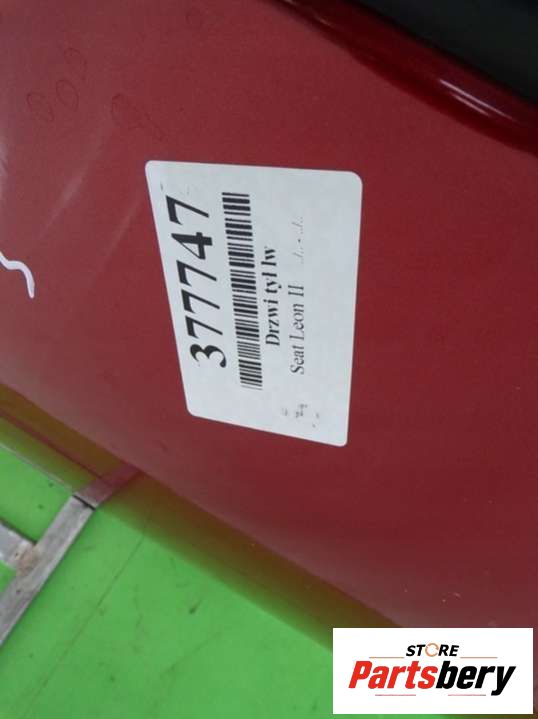 377747
Drzwi tył lw
Seat Leon II
STORE
Partsbery